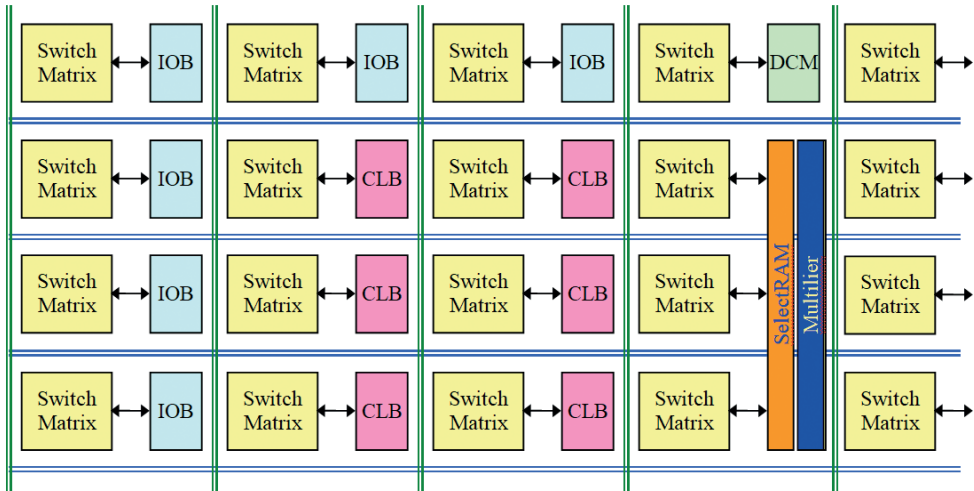 Switch
Matrix
IOB
Switch
Matrix
IOB
Switch
Matrix
IOB
Switch
Matrix
DCM
Switch
Matrix
Switch
Matrix
IOB
Switch
Matrix
CLB
Switch
Matrix
CLB
Switch
Matrix
Switch
Matrix
SelectRAM
Multilier
Switch
Matrix
IOB
Switch
Matrix
CLB
Switch
Matrix
CLB
Switch
Matrix
Switch
Matrix
Switch
Matrix
IOB
Switch
Matrix
CLB
Switch
Matrix
CLB
Switch
Matrix
Switch
Matrix